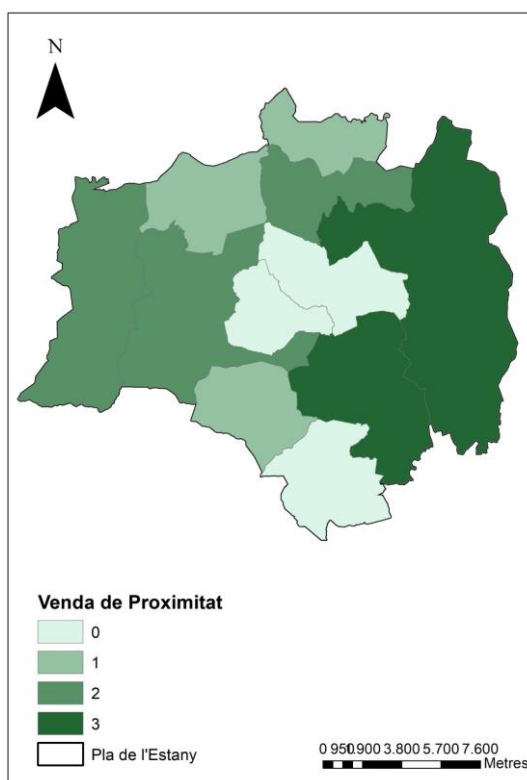 N
Venda de Proximitat
0
1
2
3
Pla de l'Estany
0 950 1.900 3.800 5.700 7.600
Metres